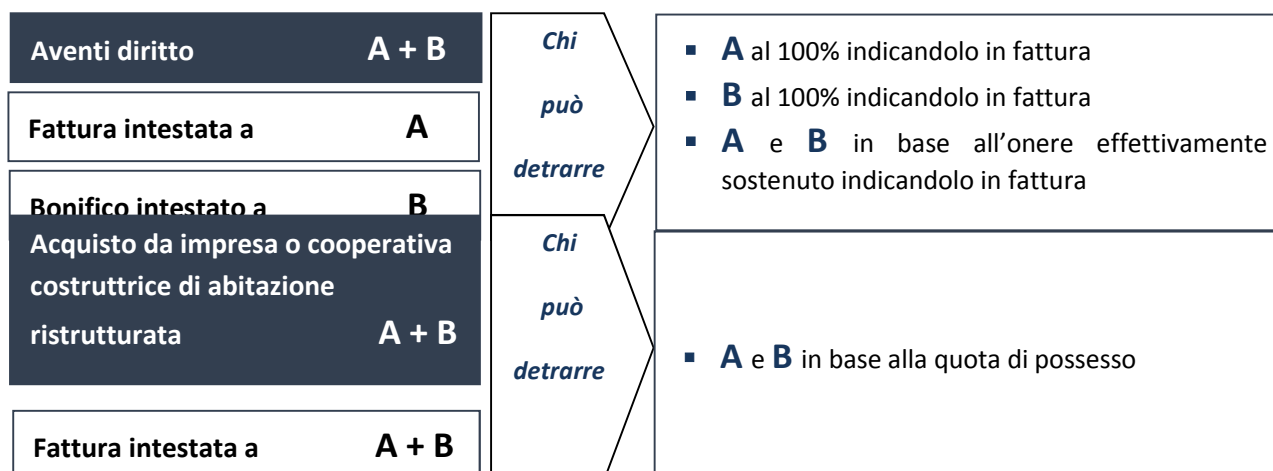 Aventi diritto A + B
Fattura intestata a A
Bonifico intestato a B
Chi
può
detrarre
▪ A al 100% indicandolo in fattura
▪ B al 100% indicandolo in fattura
▪ A e B in base all'onere effettivamente
sostenuto indicandolo in fattura
Acquisto da impresa o cooperativa
costruttrice di abitazione
ristrutturata A + B
Fattura intestata a A + B
Chi
può
detrarre
▪ A e B in base alla quota di possesso